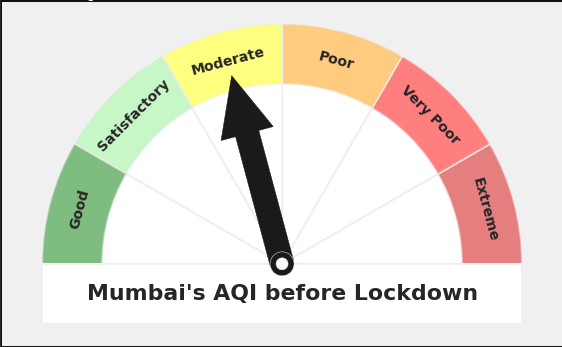 Good
Satisfactory
Moderate
Poor
Very Poor
Extreme
Mumbai's AQI before Lockdown